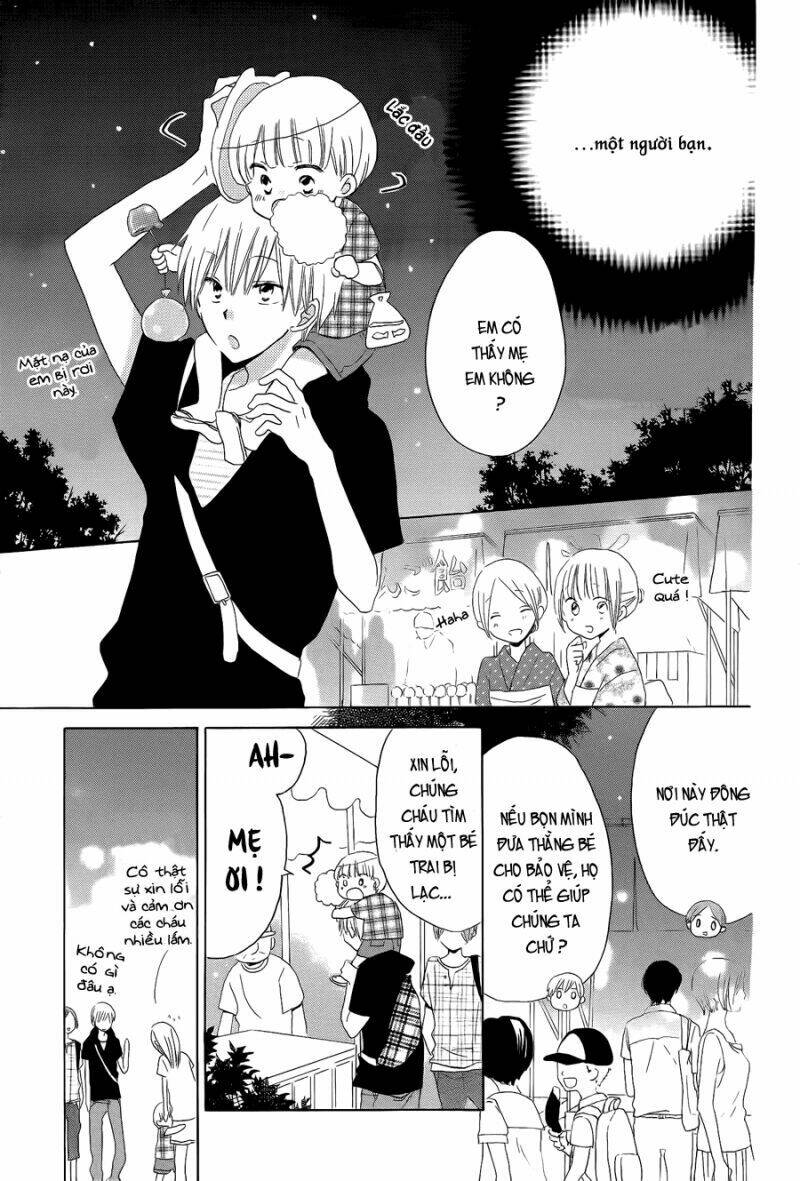 ...một người bạn.
Lắc đầu
EM CÓ
THẤY MẸ
EM KHÔNG
?
Mặt nạ của
em bị rơi
này.
んご飴
Haha
Cute
Quá !
NƠI NÀY ĐÔNG
ĐÚC THẬT
ĐẤY.
NẾU BỌN MÌNH
ĐƯA THẰNG BÉ
CHO BẢO VỆ, HỌ
CÓ THỂ GIÚP
CHÚNG TA
CHỨ ?
XIN LỖI,
CHÚNG
CHÁU TÌM
THẤY MỘT BÉ
TRAI BỊ
LẠC...
AH-
MẸ
ƠI !
Cô thật
sự xin lỗi
và cảm ơn
các cháu
nhiều lắm.
Không
có gì
đâu ạ.